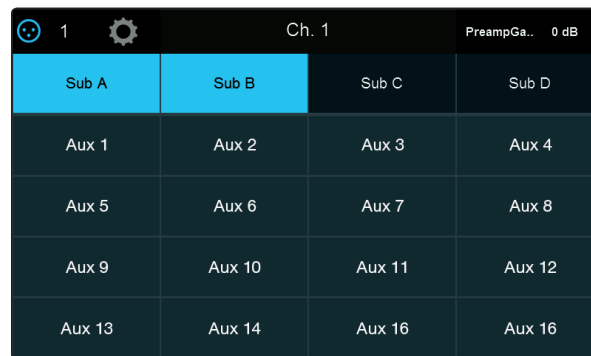 1 Ch. 1 PreampGa.. 0 dB
Sub A Sub B Sub C Sub D
Aux 1 Aux 2 Aux 3 Aux 4
Aux 5 Aux 6 Aux 7 Aux 8
Aux 9 Aux 10 Aux 11 Aux 12
Aux 13 Aux 14 Aux 16 Aux 16